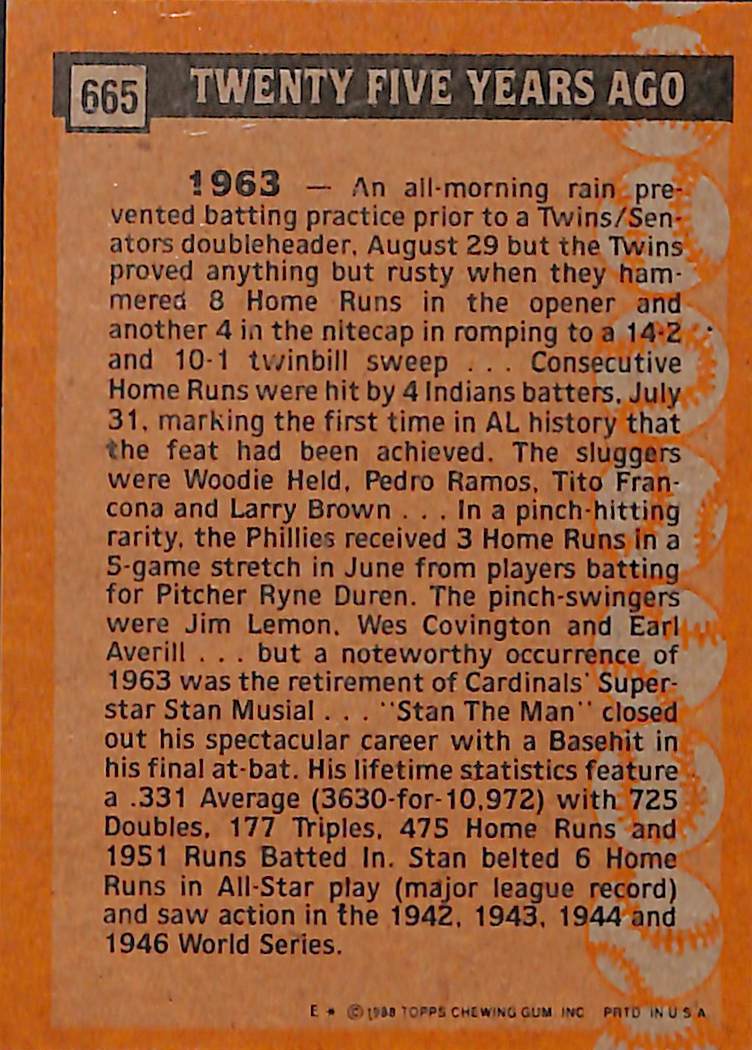 665 TWENTY FIVE YEARS AGO
1963 — An all-morning rain pre-
vented batting practice prior to a Twins/Sen-
ators doubleheader, August 29 but the Twins
proved anything but rusty when they ham-
mered 8 Home Runs in the opener and
another 4 in the nitecap in romping to a 14-2
and 10-1 twinbill sweep . . . Consecutive
Home Runs were hit by 4 Indians batters, July
31, marking the first time in AL history that
the feat had been achieved. The sluggers
were Woodie Held, Pedro Ramos, Tito Fran-
cona and Larry Brown . . . In a pinch-hitting
rarity, the Phillies received 3 Home Runs in a
5-game stretch in June from players batting
for Pitcher Ryne Duren. The pinch-swingers
were Jim Lemon, Wes Covington and Earl
Averill . . . but a noteworthy occurrence of
1963 was the retirement of Cardinals' Super-
star Stan Musial . . . "Stan The Man" closed
out his spectacular career with a Basehit in
his final at-bat. His lifetime statistics feature
a .331 Average (3630-for-10,972) with 725
Doubles, 177 Triples, 475 Home Runs and
1951 Runs Batted In. Stan belted 6 Home
Runs in All-Star play (major league record)
and saw action in the 1942, 1943, 1944 and
1946 World Series.
E * © 1988 TOPPS CHEWING GUM, INC. PRTD. IN U.S.A.